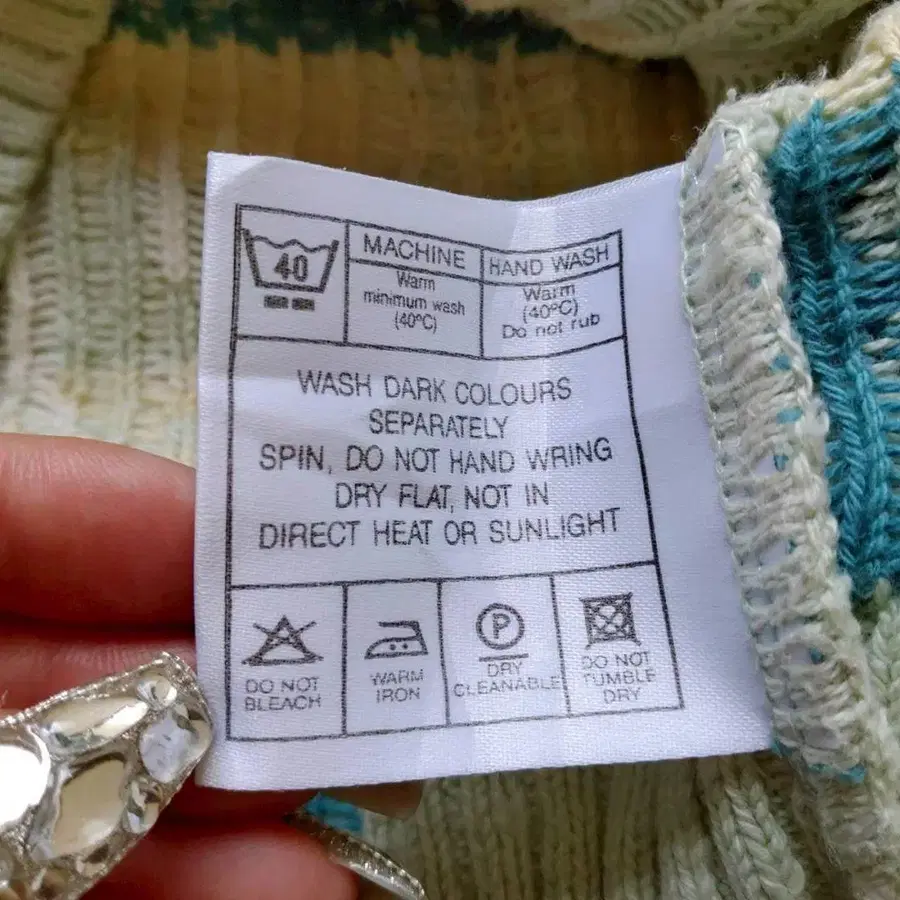 40
MACHINE
Warm
minimum wash
(40ºC)
HAND WASH
Warm
(40ºC)
Do not rub
WASH DARK COLOURS
SEPARATELY
SPIN, DO NOT HAND WRING
DRY FLAT, NOT IN
DIRECT HEAT OR SUNLIGHT
DO NOT
BLEACH
WARM
IRON
P
DRY
CLEANABLE
DO NOT
TUMBLE
DRY